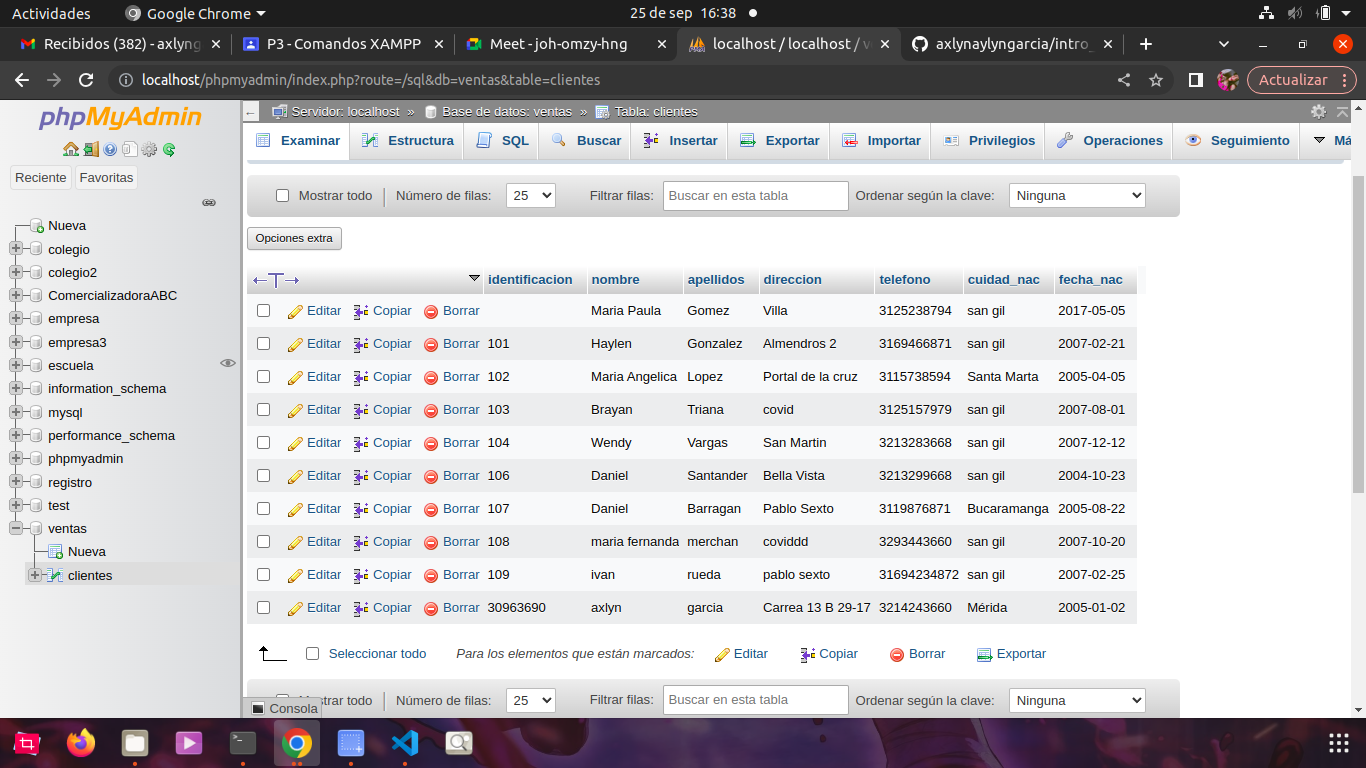 Actividades Google Chrome 25 de sep 16:38
Recibidos (382) - axlyng P3 - Comandos XAMPP Meet - joh-omzy-hng localhost / localhost / v axlynaylyngarcia/intro_
localhost/phpmyadmin/index.php?route=/sql&db=ventas&table=clientes Actualizar
phpMyAdmin
Reciente Favoritas
Nueva
colegio
colegio2
ComercializadoraABC
empresa
empresa3
escuela
information_schema
mysql
performance_schema
phpmyadmin
registro
test
ventas
Nueva
clientes
Servidor: localhost » Base de datos: ventas » Tabla: clientes
Examinar Estructura SQL Buscar Insertar Exportar Importar Privilegios Operaciones Seguimiento Má
Mostrar todo Número de filas: 25 Filtrar filas: Buscar en esta tabla Ordenar según la clave: Ninguna
Opciones extra
identificacion nombre apellidos direccion telefono cuidad_nac fecha_nac
Editar Copiar Borrar Maria Paula Gomez Villa 3125238794 san gil 2017-05-05
Editar Copiar Borrar 101 Haylen Gonzalez Almendros 2 3169466871 san gil 2007-02-21
Editar Copiar Borrar 102 Maria Angelica Lopez Portal de la cruz 3115738594 Santa Marta 2005-04-05
Editar Copiar Borrar 103 Brayan Triana covid 3125157979 san gil 2007-08-01
Editar Copiar Borrar 104 Wendy Vargas San Martin 3213283668 san gil 2007-12-12
Editar Copiar Borrar 106 Daniel Santander Bella Vista 3213299668 san gil 2004-10-23
Editar Copiar Borrar 107 Daniel Barragan Pablo Sexto 3119876871 Bucaramanga 2005-08-22
Editar Copiar Borrar 108 maria fernanda merchan coviddd 3293443660 san gil 2007-10-20
Editar Copiar Borrar 109 ivan rueda pablo sexto 31694234872 san gil 2007-02-25
Editar Copiar Borrar 30963690 axlyn garcia Carrea 13 B 29-17 3214243660 Mérida 2005-01-02
Seleccionar todo Para los elementos que están marcados: Editar Copiar Borrar Exportar
Mostrar todo Número de filas: 25 Filtrar filas: Buscar en esta tabla Ordenar según la clave: Ninguna
Consola